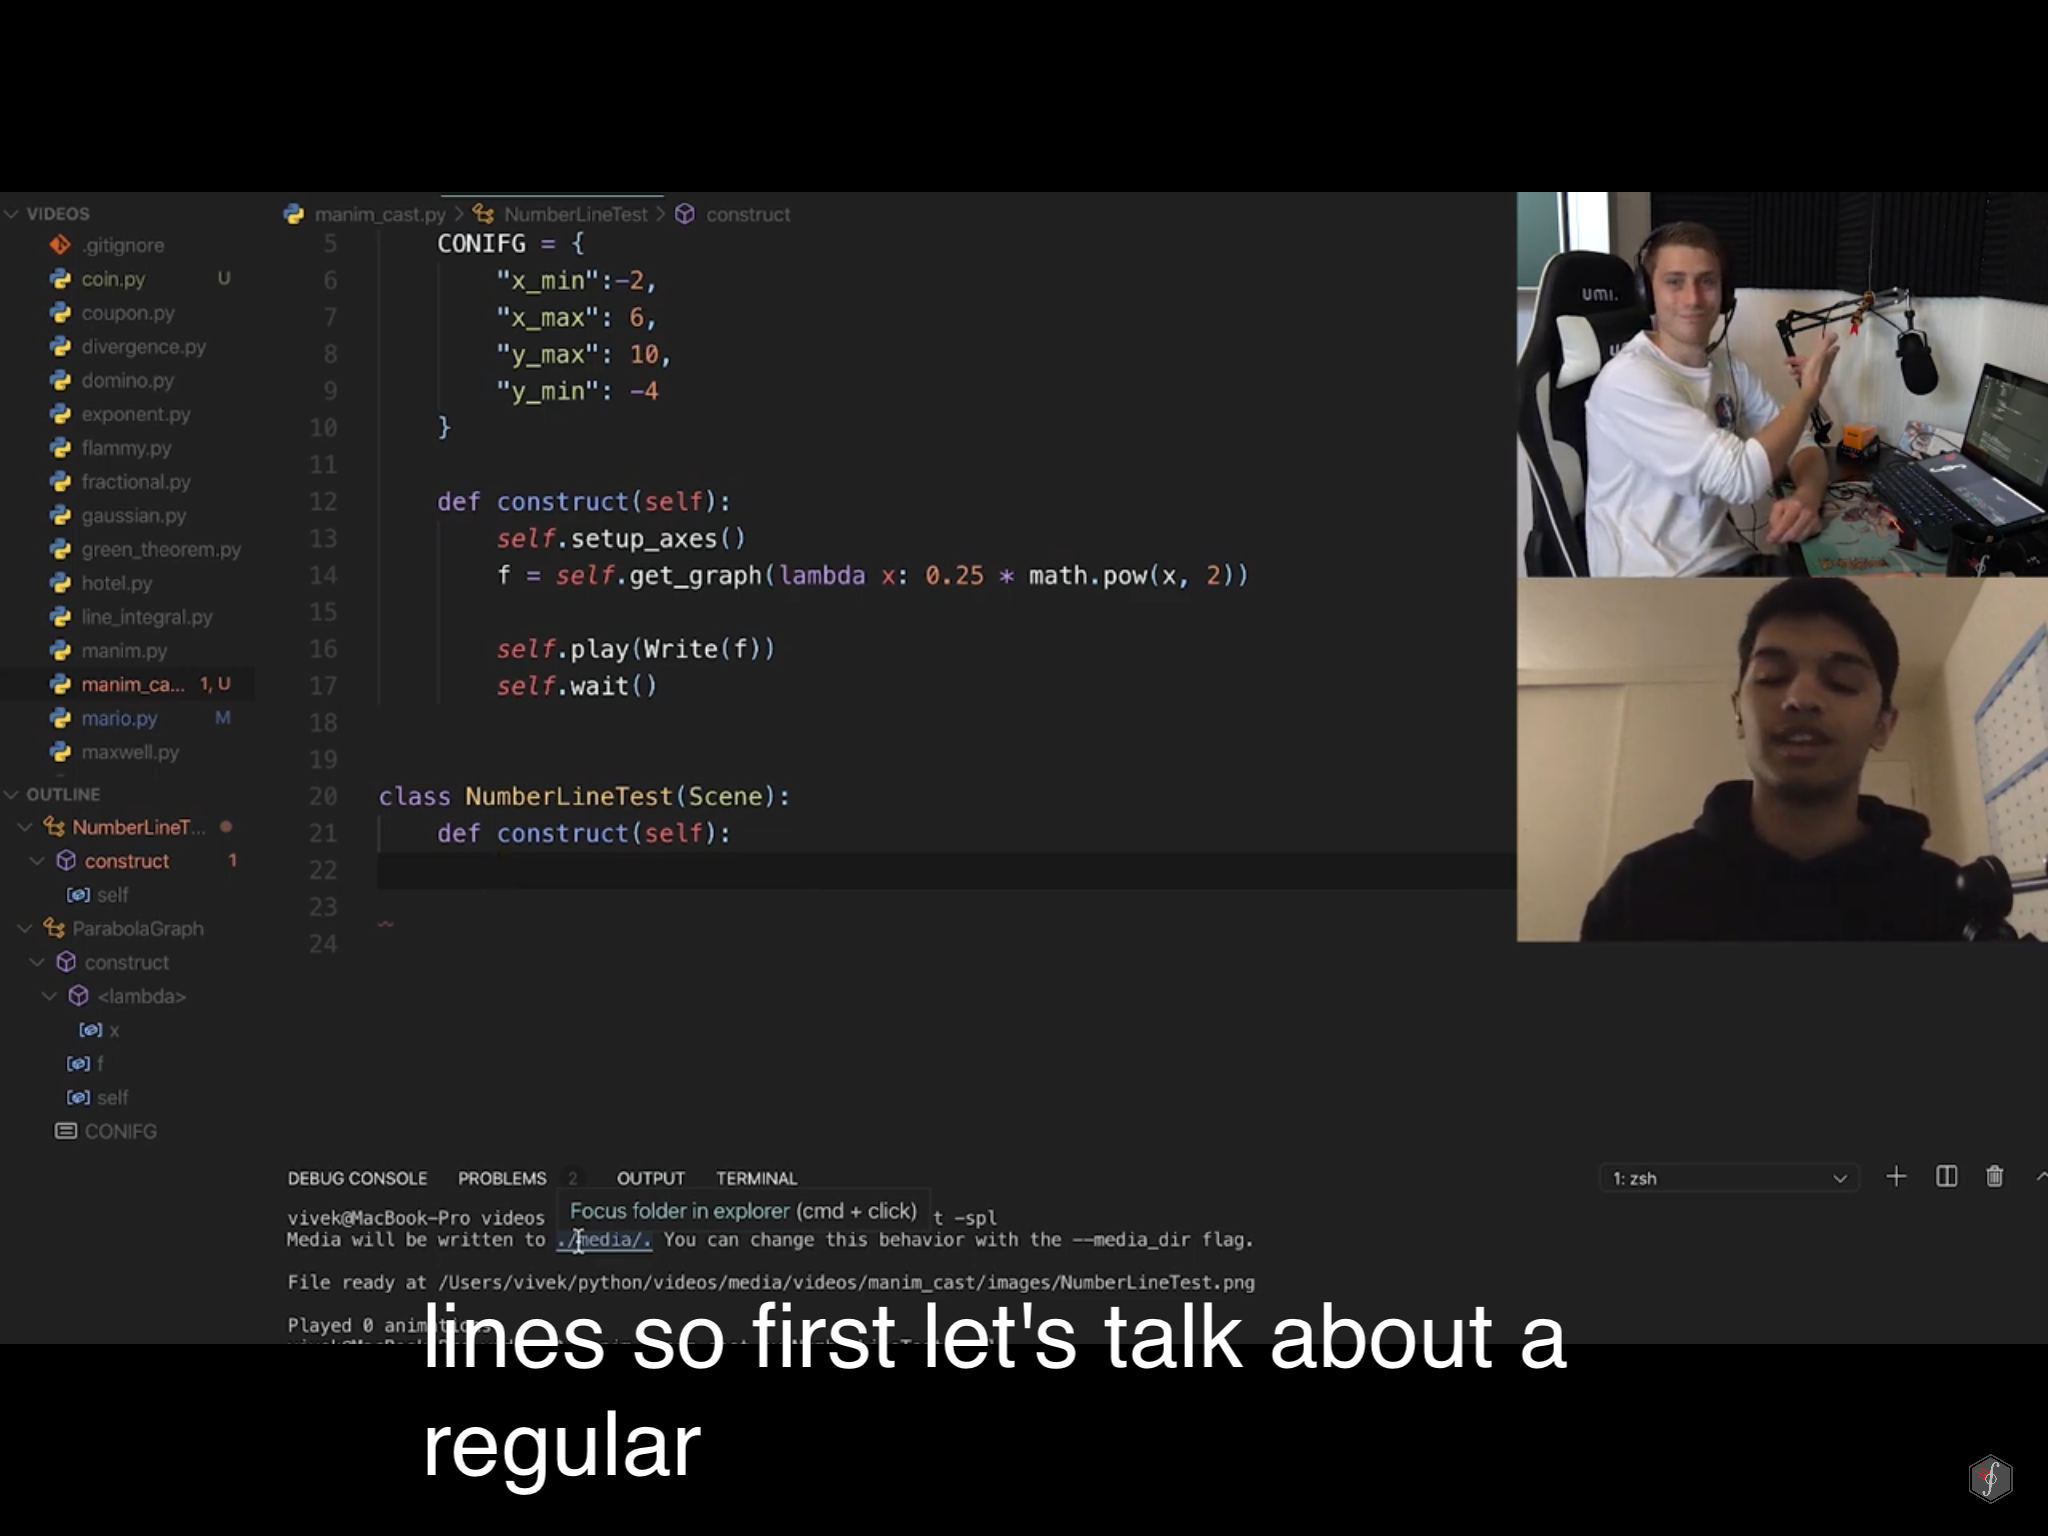 VIDEOS
.gitignore
coin.py U
coupon.py
divergence.py
domino.py
exponent.py
flammy.py
fractional.py
gaussian.py
green_theorem.py
hotel.py
line_integral.py
manim.py
manim_ca... 1, U
mario.py M
maxwell.py
OUTLINE
NumberLineT...
construct 1
self
ParabolaGraph
construct
<lambda>
x
f
self
CONIFG
manim_cast.py > NumberLineTest > construct
5 CONIFG = {
6 "x_min":-2,
7 "x_max": 6,
8 "y_max": 10,
9 "y_min": -4
10 }
11
12 def construct(self):
13 self.setup_axes()
14 f = self.get_graph(lambda x: 0.25 * math.pow(x, 2))
15
16 self.play(Write(f))
17 self.wait()
18
19
20 class NumberLineTest(Scene):
21 def construct(self):
22
23
24
UMI.
DEBUG CONSOLE PROBLEMS 2 OUTPUT TERMINAL 1: zsh
Focus folder in explorer (cmd + click)
vivek@MacBook-Pro videos t -spl
Media will be written to ./media/. You can change this behavior with the --media_dir flag.
File ready at /Users/vivek/python/videos/media/videos/manim_cast/images/NumberLineTest.png
Played 0
lines so first let's talk about a
regular